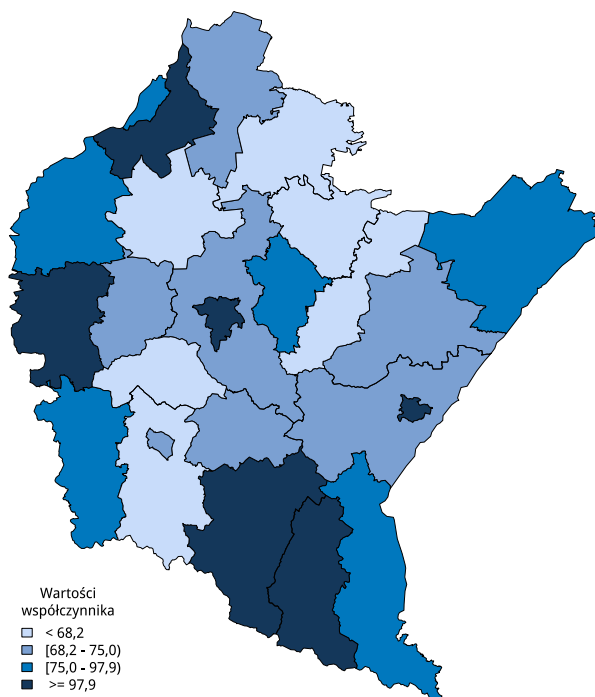 Wartości
współczynnika
< 68,2
[68,2 - 75,0)
[75,0 - 97,9)
>= 97,9